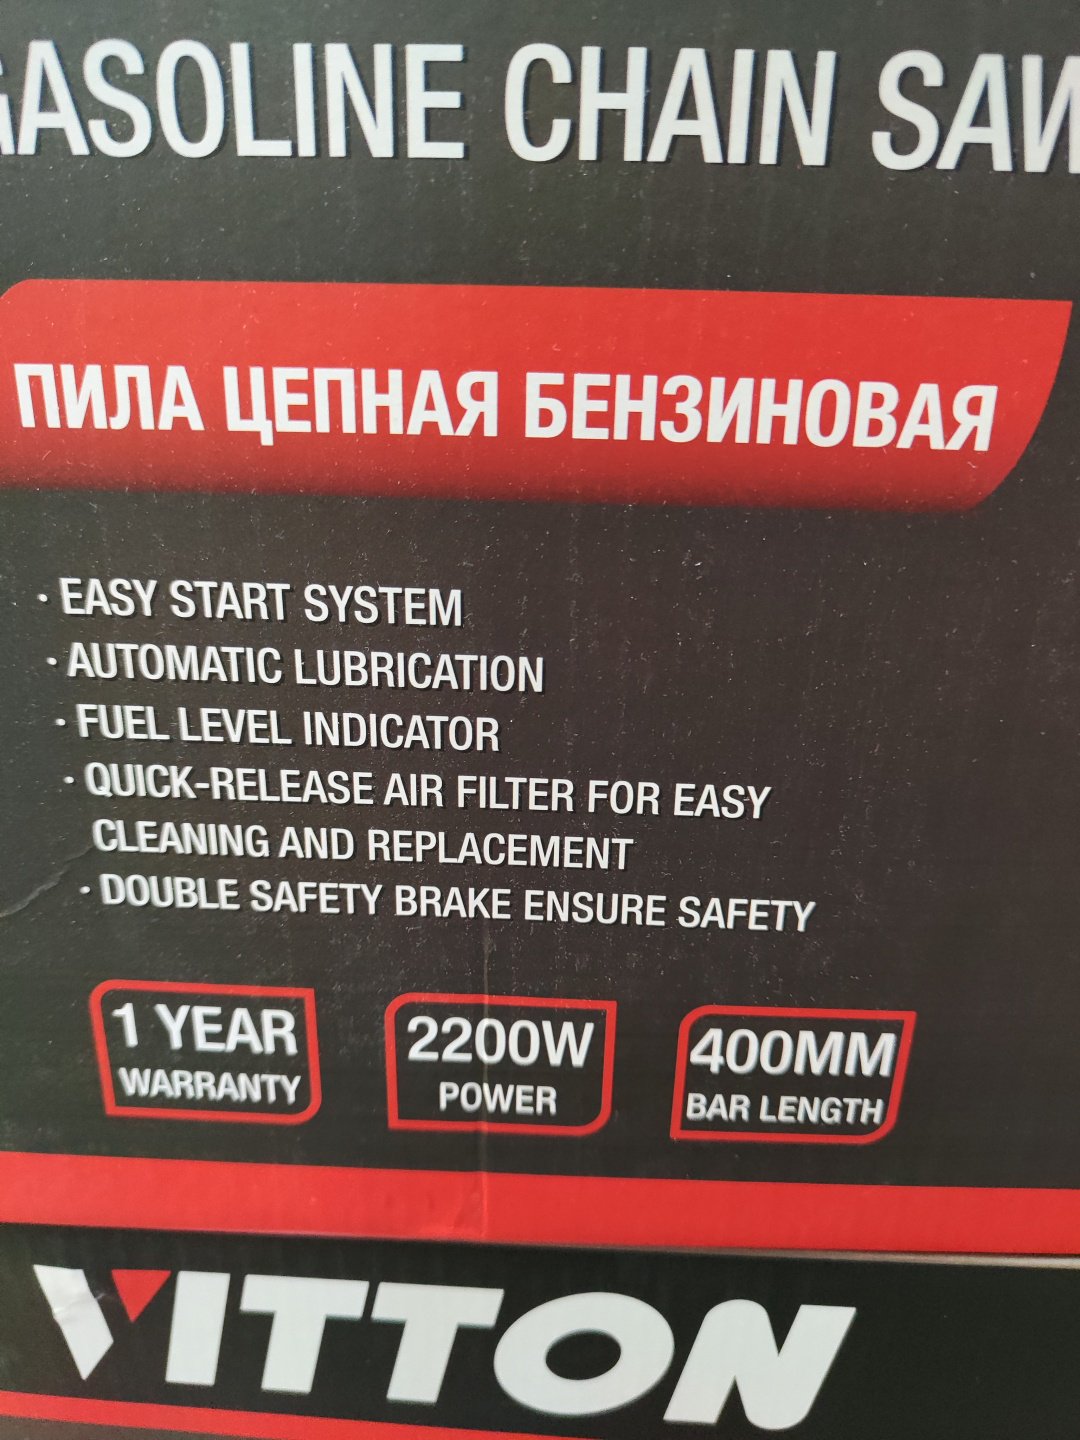 GASOLINE CHAIN SAW
ПИЛА ЦЕПНАЯ БЕНЗИНОВАЯ
· EASY START SYSTEM
· AUTOMATIC LUBRICATION
· FUEL LEVEL INDICATOR
· QUICK-RELEASE AIR FILTER FOR EASY
CLEANING AND REPLACEMENT
· DOUBLE SAFETY BRAKE ENSURE SAFETY
1 YEAR
WARRANTY
2200W
POWER
400MM
BAR LENGTH
VITTON